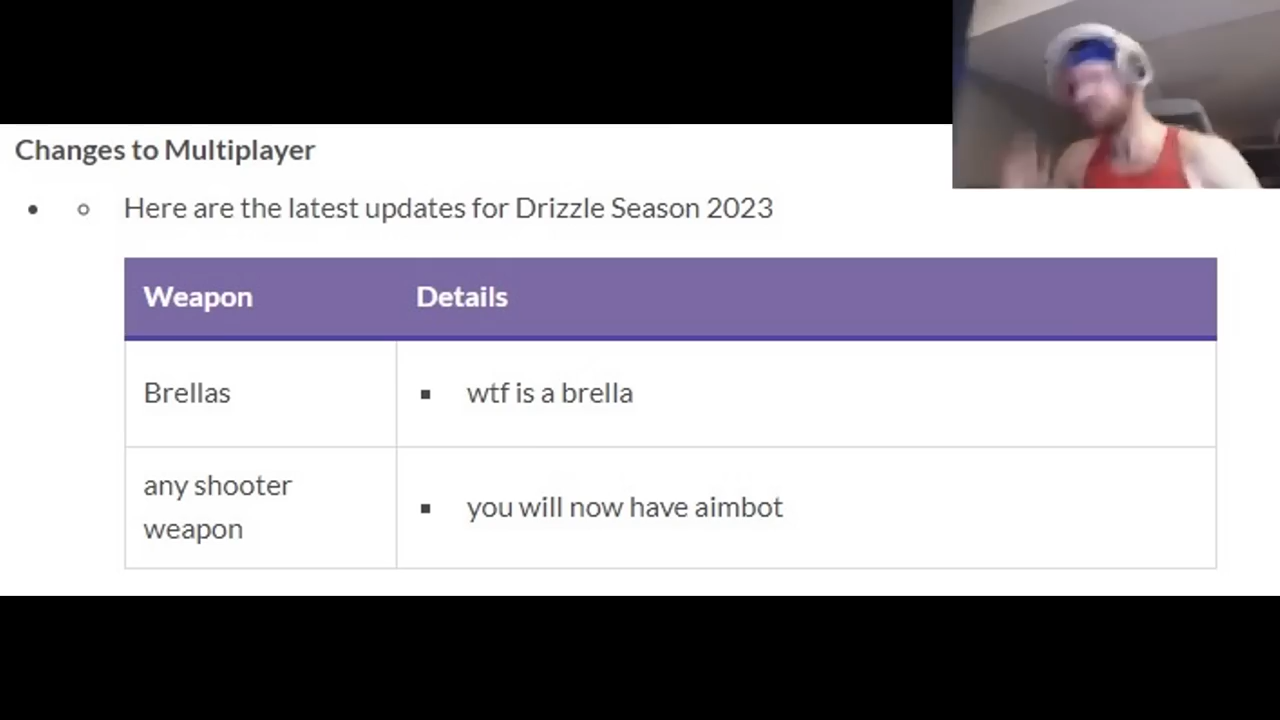 Changes to Multiplayer
Here are the latest updates for Drizzle Season 2023
Weapon Details
Brellas wtf is a brella
any shooter
weapon
you will now have aimbot